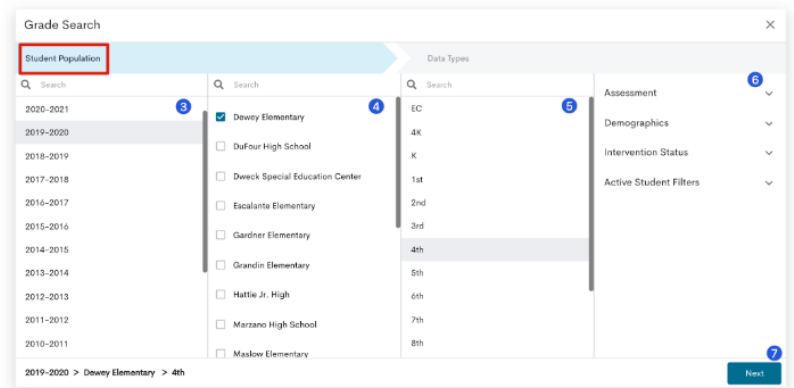 Grade Search
Student Population
Data Types
Search
Search
Search
3
4
5
6
2020-2021
2019-2020
2018-2019
2017-2018
2016-2017
2015-2016
2014-2015
2013-2014
2012-2013
2011-2012
2010-2011
Dewey Elementary
DuFour High School
Dweck Special Education Center
Escalante Elementary
Gardner Elementary
Grandin Elementary
Hattie Jr. High
Marzano High School
Maslow Elementary
EC
4K
K
1st
2nd
3rd
4th
5th
6th
7th
8th
Assessment
Demographics
Intervention Status
Active Student Filters
7
2019-2020 > Dewey Elementary > 4th
Next